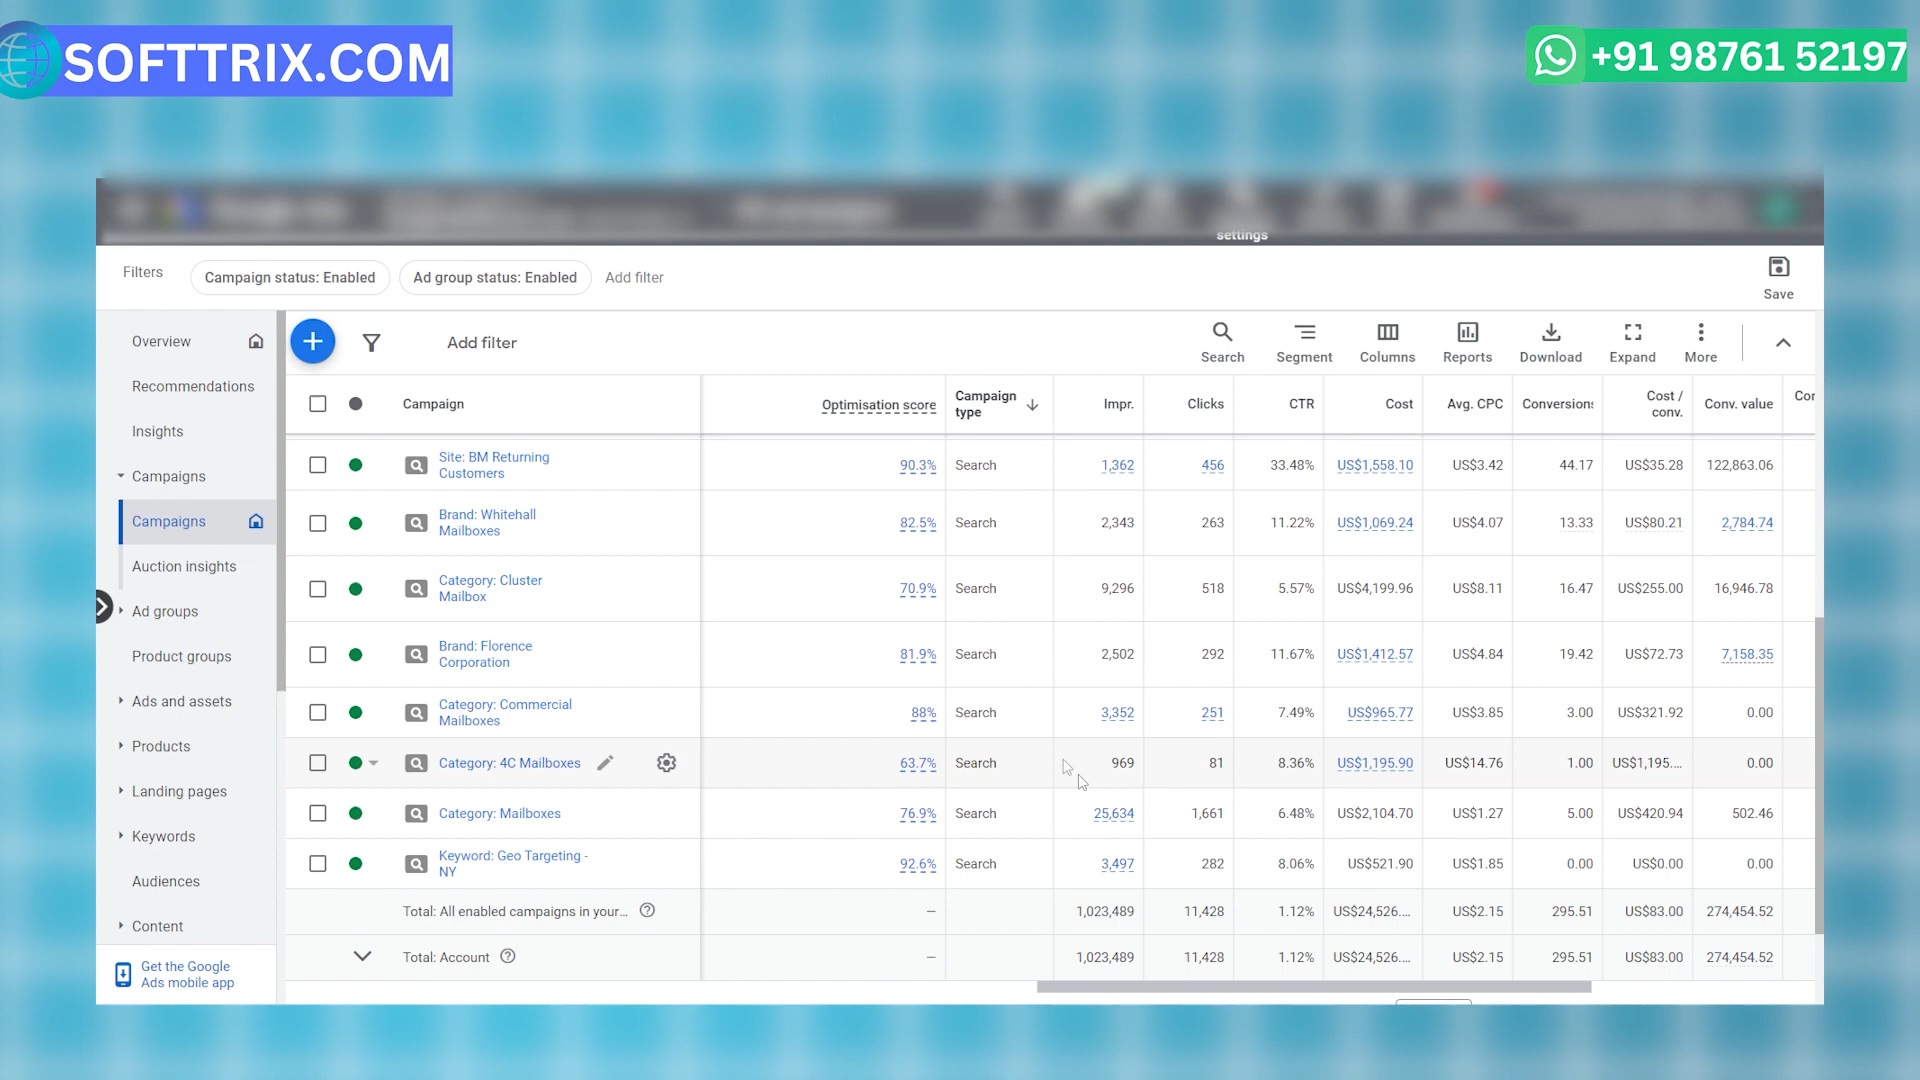 SOFTTRIX.COM
+91 98761 52197
settings
Filters
Campaign status: Enabled
Ad group status: Enabled
Add filter
Save
Overview
Recommendations
Insights
Campaigns
Campaigns
Auction insights
Ad groups
Product groups
Ads and assets
Products
Landing pages
Keywords
Audiences
Content
Get the Google
Ads mobile app
Add filter
Search
Segment
Columns
Reports
Download
Expand
More
Campaign Optimisation score Campaign type Impr. Clicks CTR Cost Avg. CPC Conversions Cost / conv. Conv. value Cor
Site: BM Returning Customers 90.3% Search 1,362 456 33.48% US$1,558.10 US$3.42 44.17 US$35.28 122,863.06
Brand: Whitehall Mailboxes 82.5% Search 2,343 263 11.22% US$1,069.24 US$4.07 13.33 US$80.21 2,784.74
Category: Cluster Mailbox 70.9% Search 9,296 518 5.57% US$4,199.96 US$8.11 16.47 US$255.00 16,946.78
Brand: Florence Corporation 81.9% Search 2,502 292 11.67% US$1,412.57 US$4.84 19.42 US$72.73 7,158.35
Category: Commercial Mailboxes 88% Search 3,352 251 7.49% US$965.77 US$3.85 3.00 US$321.92 0.00
Category: 4C Mailboxes 63.7% Search 969 81 8.36% US$1,195.90 US$14.76 1.00 US$1,195.... 0.00
Category: Mailboxes 76.9% Search 25,634 1,661 6.48% US$2,104.70 US$1.27 5.00 US$420.94 502.46
Keyword: Geo Targeting - NY 92.6% Search 3,497 282 8.06% US$521.90 US$1.85 0.00 US$0.00 0.00
Total: All enabled campaigns in your... – 1,023,489 11,428 1.12% US$24,526.... US$2.15 295.51 US$83.00 274,454.52
Total: Account – 1,023,489 11,428 1.12% US$24,526.... US$2.15 295.51 US$83.00 274,454.52